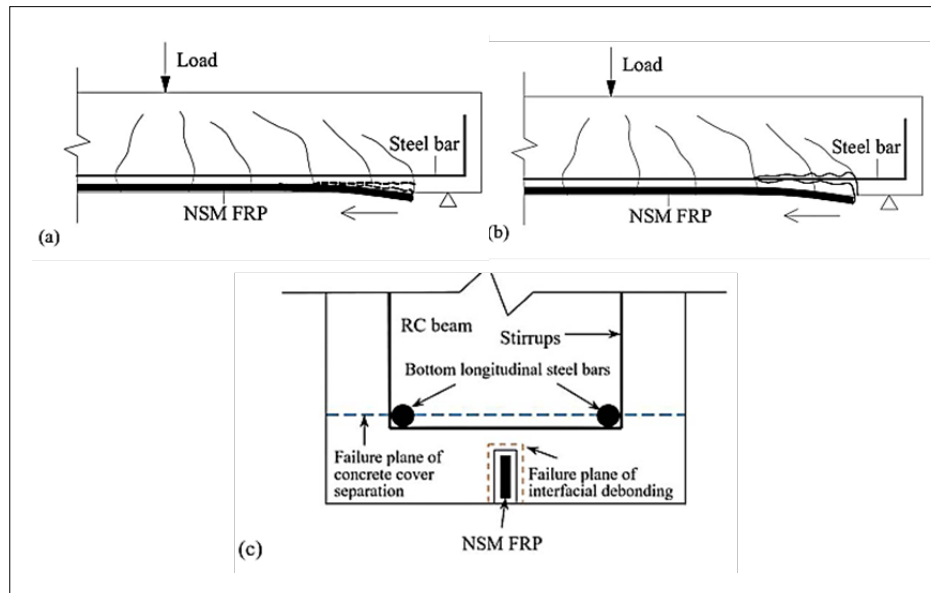 Load
Steel bar
NSM FRP
(a)
Load
Steel bar
NSM FRP
(b)
RC beam
Stirrups
Bottom longitudinal steel bars
Failure plane of
concrete cover
separation
Failure plane of
interfacial debonding
NSM FRP
(c)